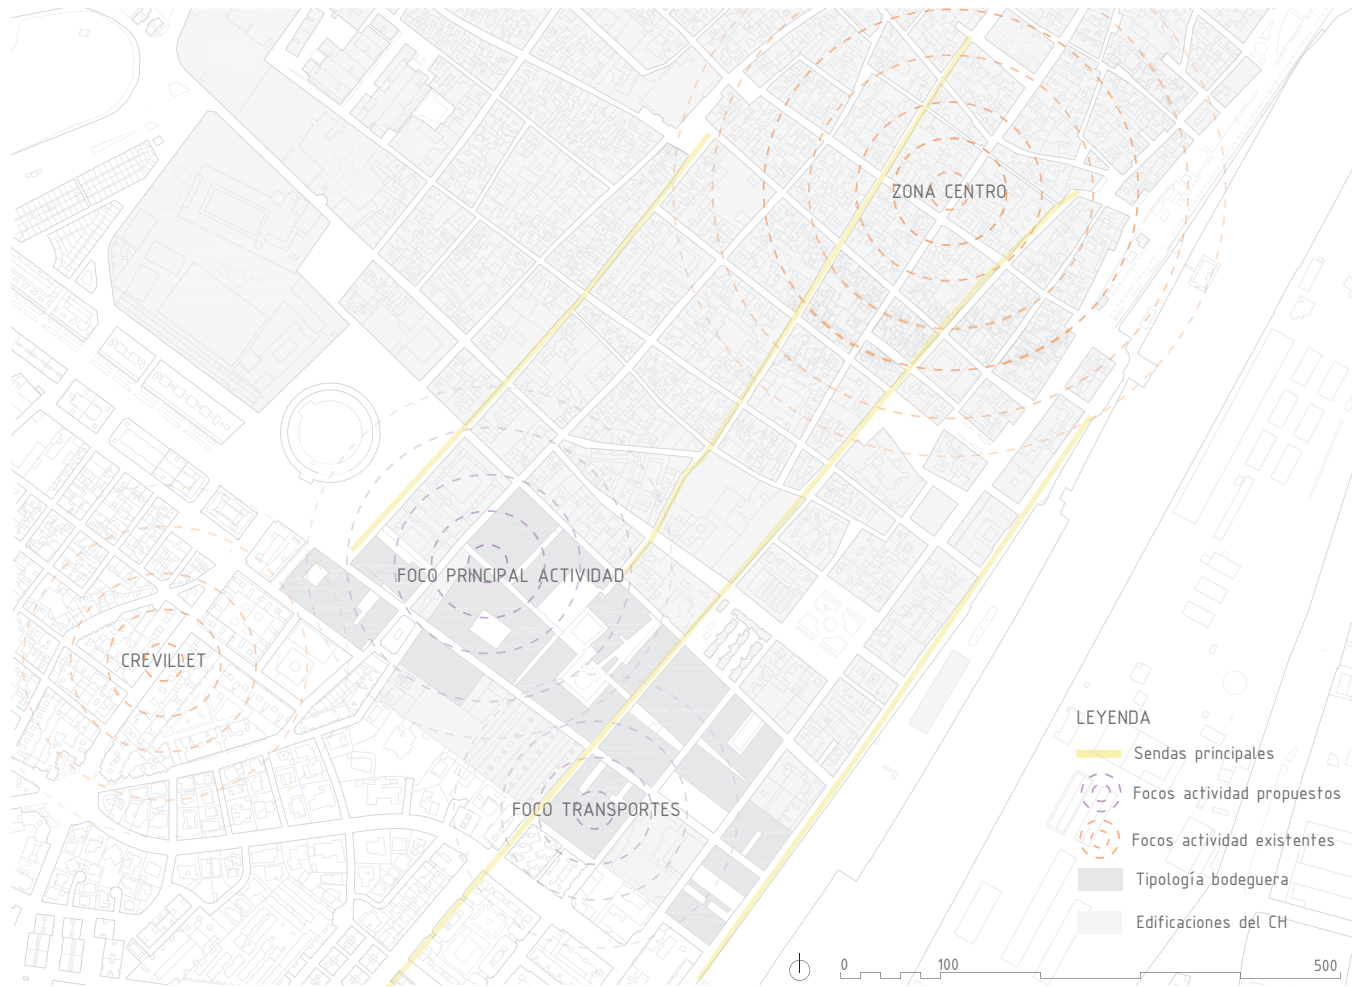 ZONA CENTRO
FOCO PRINCIPAL ACTIVIDAD
CREVILLET
FOCO TRANSPORTES
LEYENDA
Sendas principales
Focos actividad propuestos
Focos actividad existentes
Tipología bodeguera
Edificaciones del CH
0 100 500